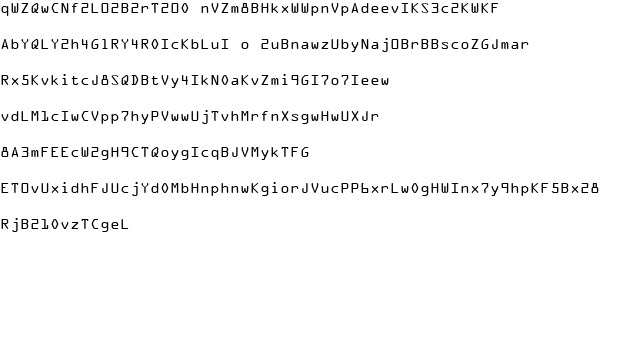 qWZQwCNf2LO2B2rT2O0 nVZm8BHkxWWpnVpAdeevIKS3c2KWKF
AbYQLY2h4G1RY4R0IcKbLuI o 2uBnawzUbyNajOBrBBscoZGJmar
Rx5KvkitcJ8SQDBtVy4IkN0aKvZmi9GI7o7Ieew
vdLM1cIwCVpp7hyPVwwUjTvhMrfnXsgwHwUXJr
8A3mFEEcW2gH9CTQoygIcqBJVMykTFG
ETOvUxidhFJUcjYd0MbHnphnwKgiorJVucPP6xrLw0gHWInx7y9hpKF5Bx28
RjB210vzTCgeL